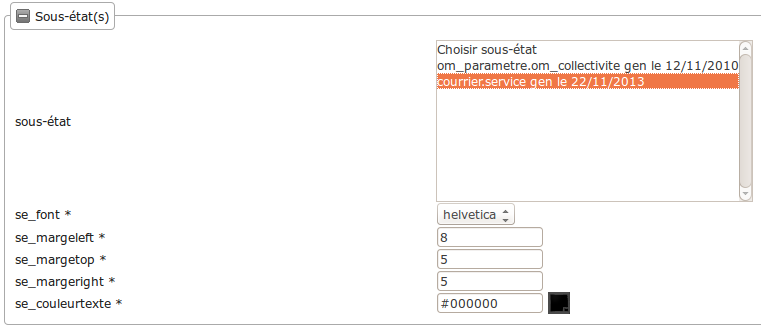 Sous-état(s)
Choisir sous-état
om_parametre.om_collectivite gen le 12/11/2010
courrier.service gen le 22/11/2013
sous-état
se_font * helvetica
se_margeleft * 8
se_margetop * 5
se_margeright * 5
se_couleurtexte * #000000